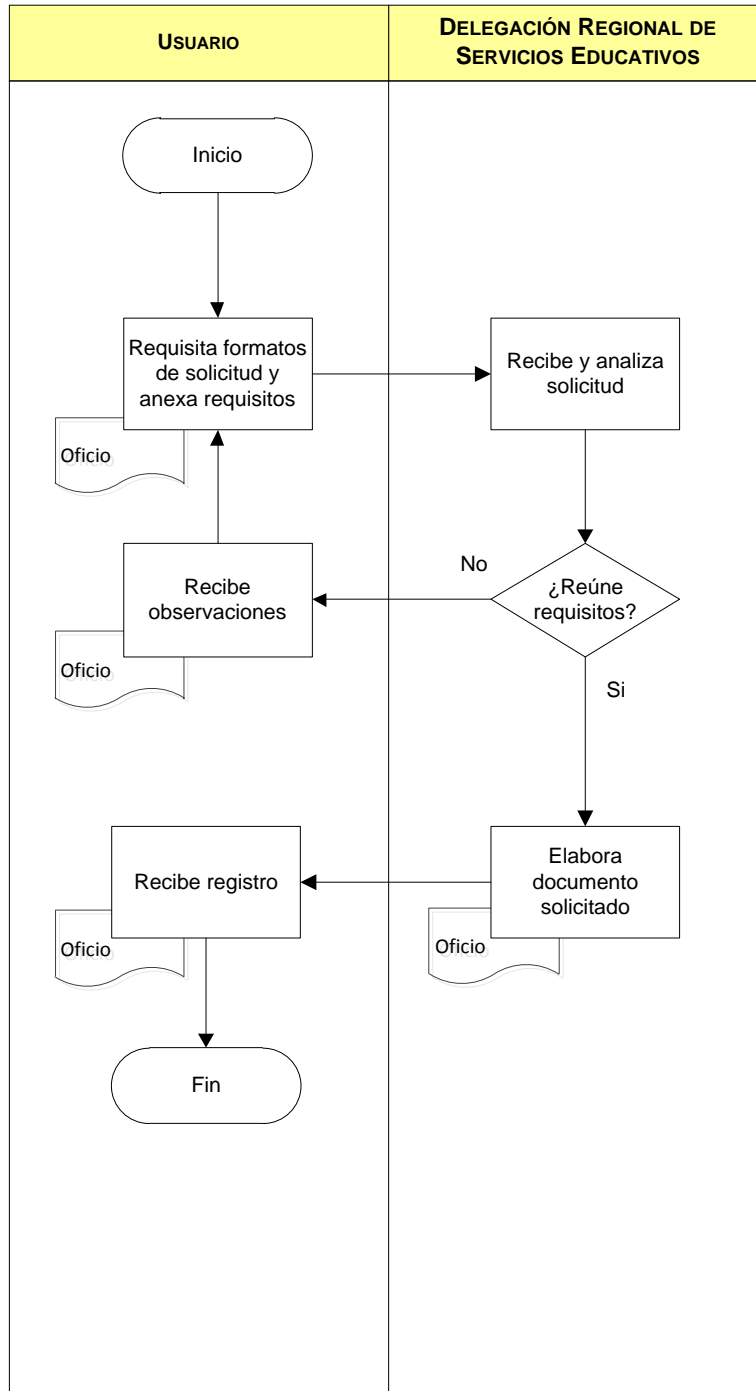 USUARIO
DELEGACIÓN REGIONAL DE
SERVICIOS EDUCATIVOS
Inicio
Requisita formatos
de solicitud y
anexa requisitos
Oficio
Recibe y analiza
solicitud
¿Reúne
requisitos?
No
Si
Recibe
observaciones
Oficio
Elabora
documento
solicitado
Oficio
Recibe registro
Oficio
Fin